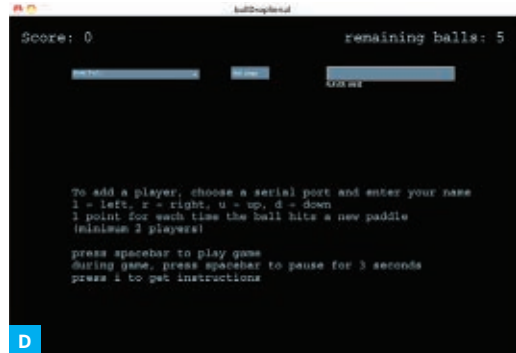 ballDropSerial
Score: 0
remaining balls: 5
To add a player, choose a serial port and enter your name
l - left, r - right, u - up, d - down
1 point for each time the ball hits a new paddle
(minimum 2 players)
press spacebar to play game
during game, press spacebar to pause for 3 seconds
press i to get instructions
D